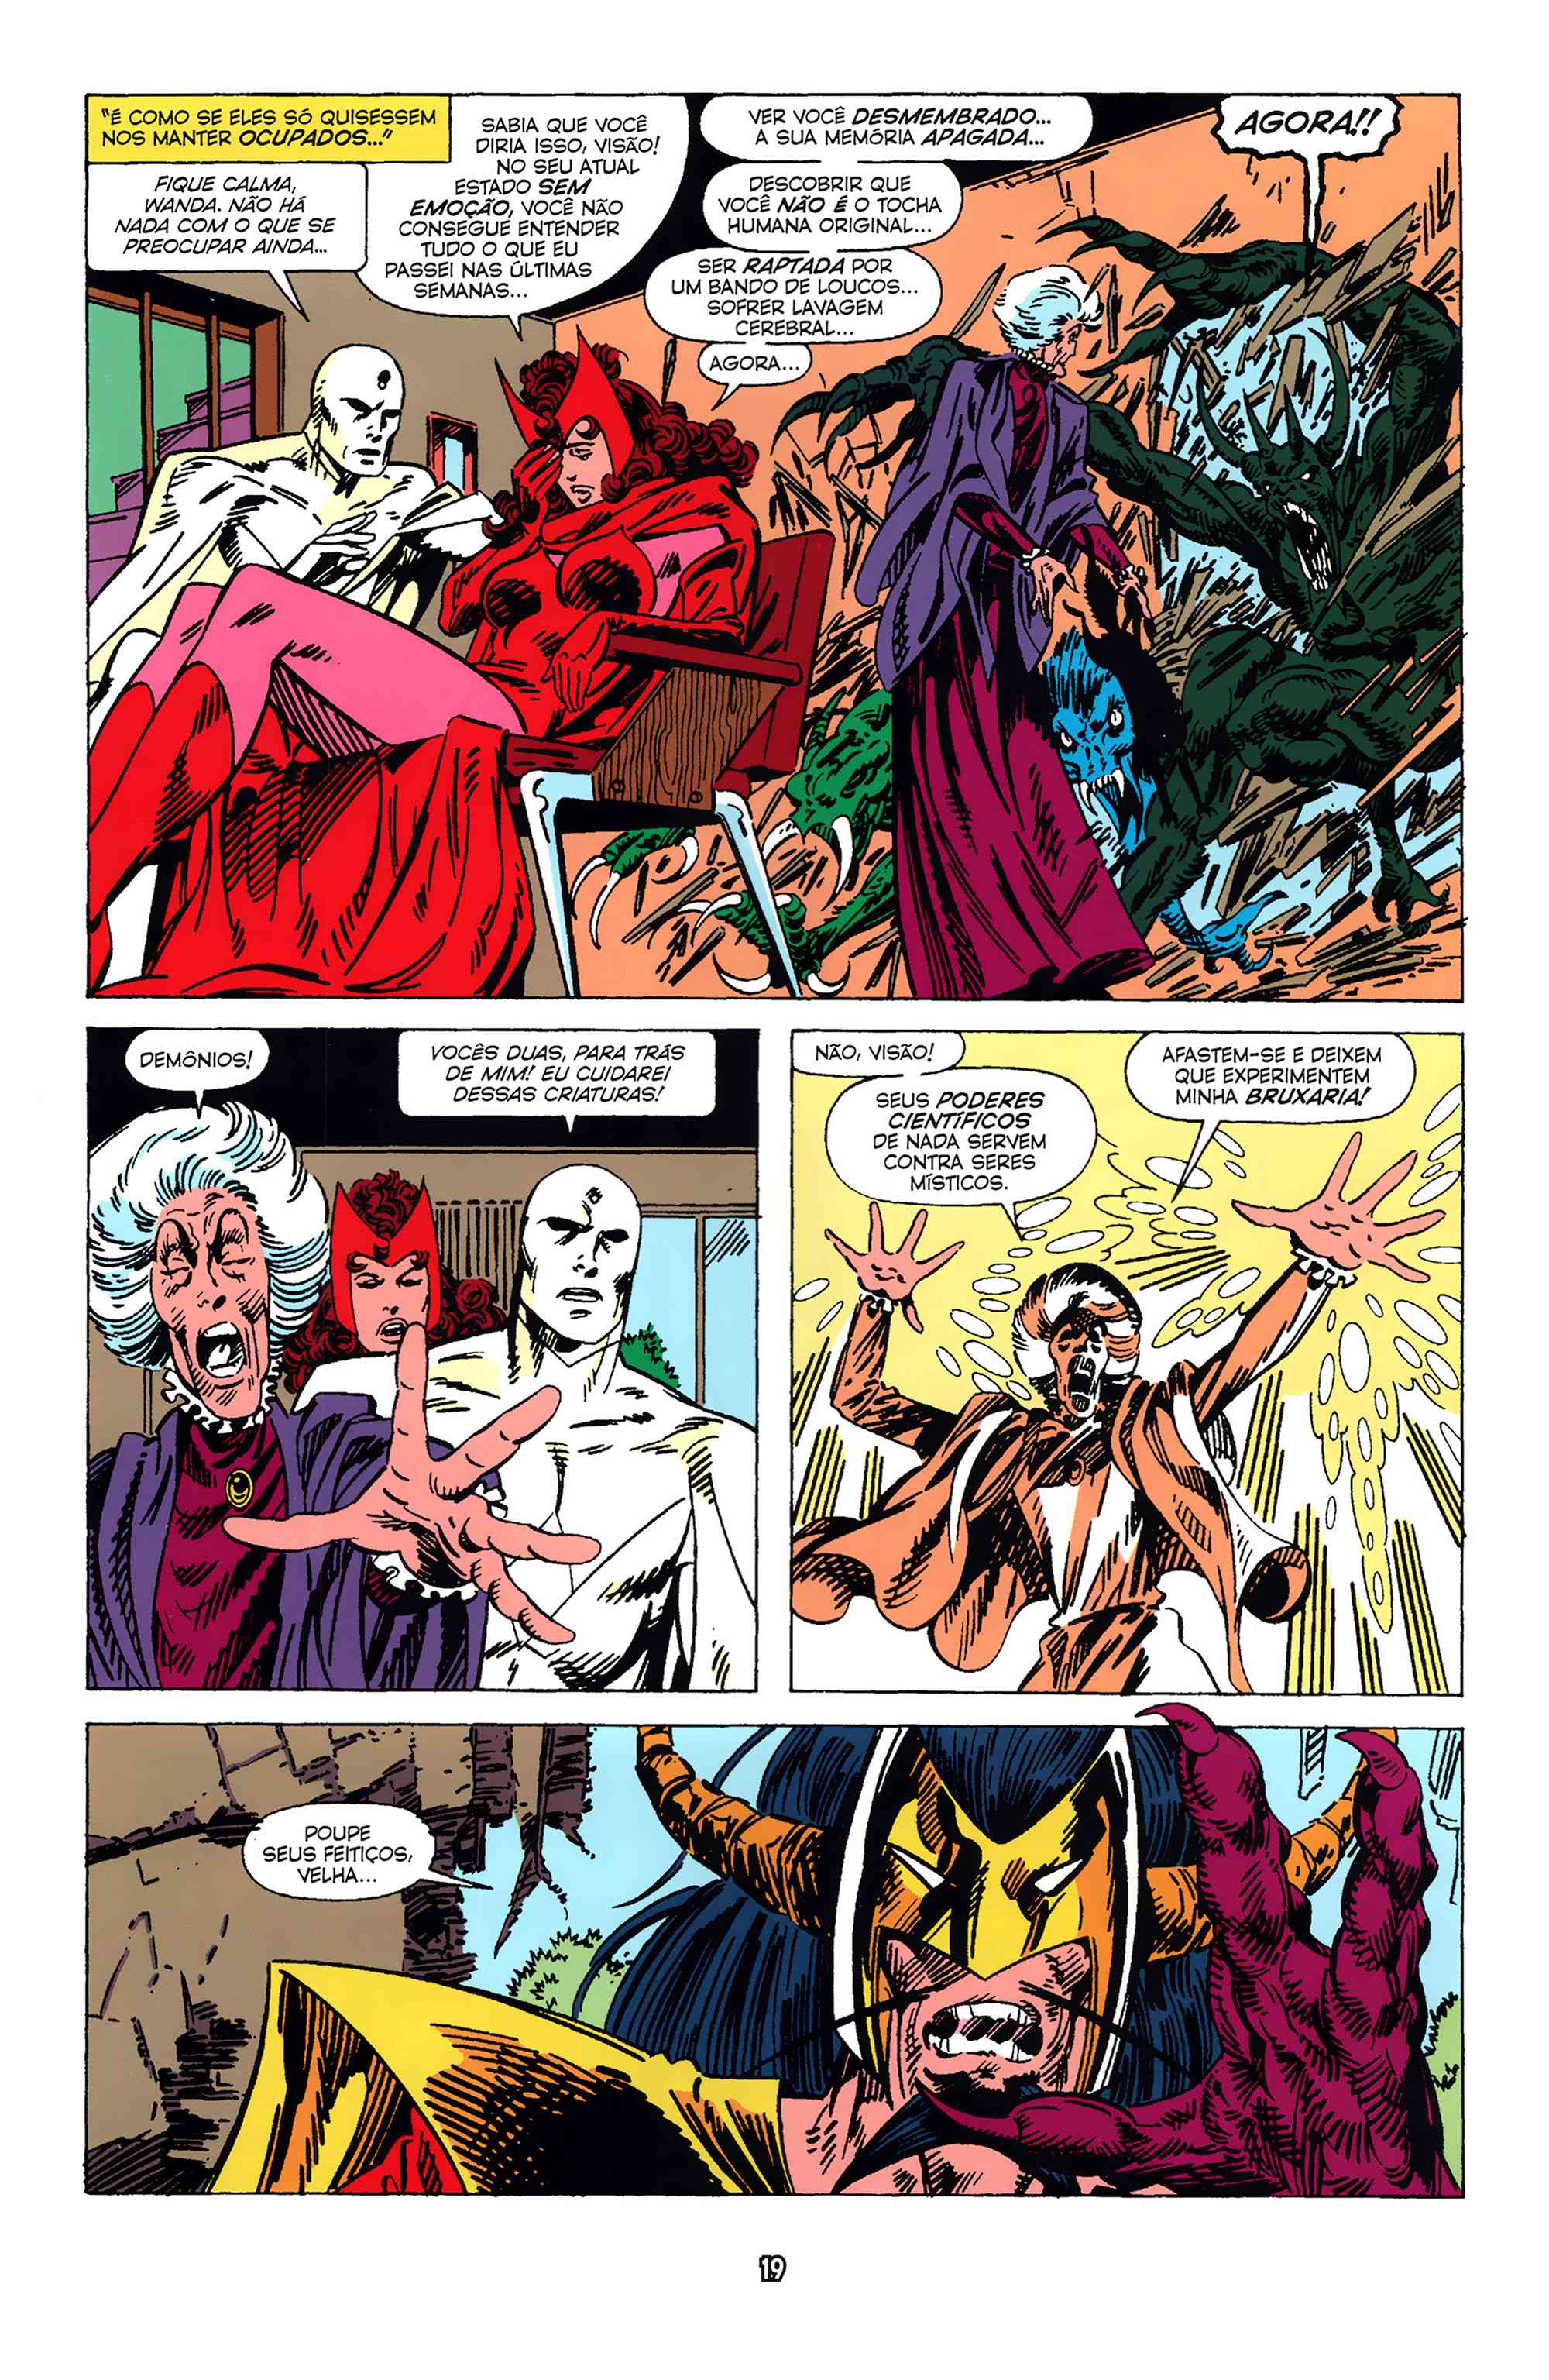 "É COMO SE ELES SÓ QUISESSEM
NOS MANTER OCUPADOS..."
FIQUE CALMA,
WANDA. NÃO HÁ
NADA COM O QUE SE
PREOCUPAR AINDA...
SABIA QUE VOCÊ
DIRIA ISSO, VISÃO!
NO SEU ATUAL
ESTADO SEM
EMOÇÃO, VOCÊ NÃO
CONSEGUE ENTENDER
TUDO O QUE EU
PASSEI NAS ÚLTIMAS
SEMANAS...
VER VOCÊ DESMEMBRADO...
A SUA MEMÓRIA APAGADA...
DESCOBRIR QUE
VOCÊ NÃO É O TOCHA
HUMANA ORIGINAL...
SER RAPTADA POR
UM BANDO DE LOUCOS...
SOFRER LAVAGEM
CEREBRAL...
AGORA...
AGORA!!
DEMÔNIOS!
VOCÊS DUAS, PARA TRÁS
DE MIM! EU CUIDAREI
DESSAS CRIATURAS!
NÃO, VISÃO!
SEUS PODERES
CIENTÍFICOS
DE NADA SERVEM
CONTRA SERES
MÍSTICOS.
AFASTEM-SE E DEIXEM
QUE EXPERIMENTEM
MINHA BRUXARIA!
POUPE
SEUS FEITIÇOS,
VELHA...
19